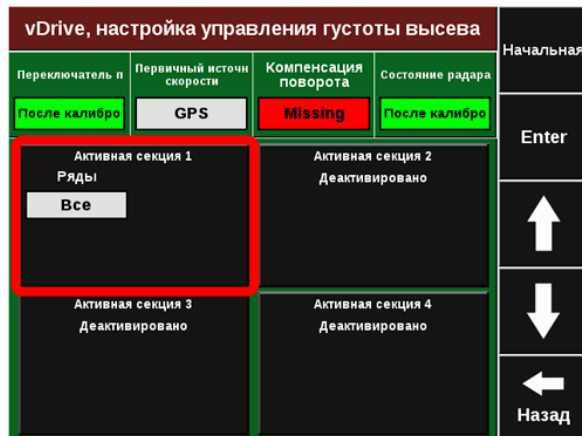 vDrive, настройка управления густоты высева
Начальная
Переключатель п
Первичный источн
скорости
Компенсация
поворота
Состояние радара
После калибро
GPS
Missing
После калибро
Enter
Активная секция 1
Ряды
Все
Активная секция 2
Деактивировано
Активная секция 3
Деактивировано
Активная секция 4
Деактивировано
Назад